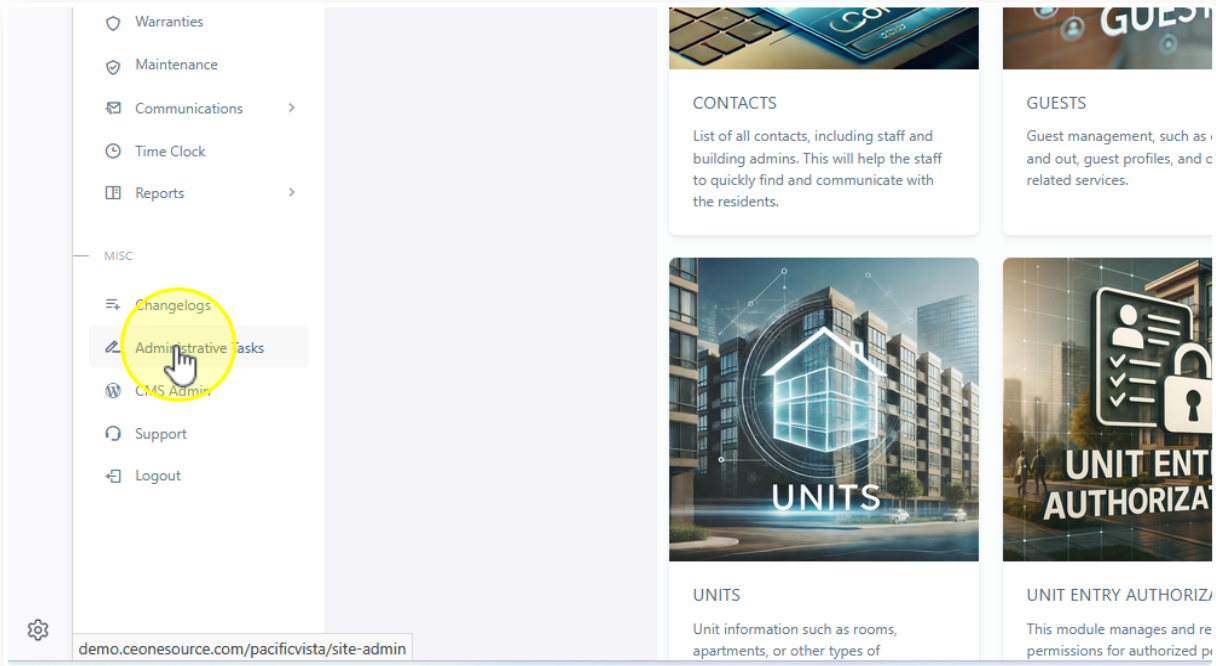 Warranties
Maintenance
Communications
Time Clock
Reports
MISC
Changelogs
Administrative Tasks
CMS Admin
Support
Logout
demo.ceonesource.com/pacificvista/site-admin
CONTACTS
List of all contacts, including staff and
building admins. This will help the staff
to quickly find and communicate with
the residents.
GUESTS
Guest management, such as
and out, guest profiles, and
related services.
UNITS
UNITS
Unit information such as rooms,
apartments, or other types of
UNIT ENT
AUTHORIZAT
UNIT ENTRY AUTHORIZA
This module manages and re
permissions for authorized pe